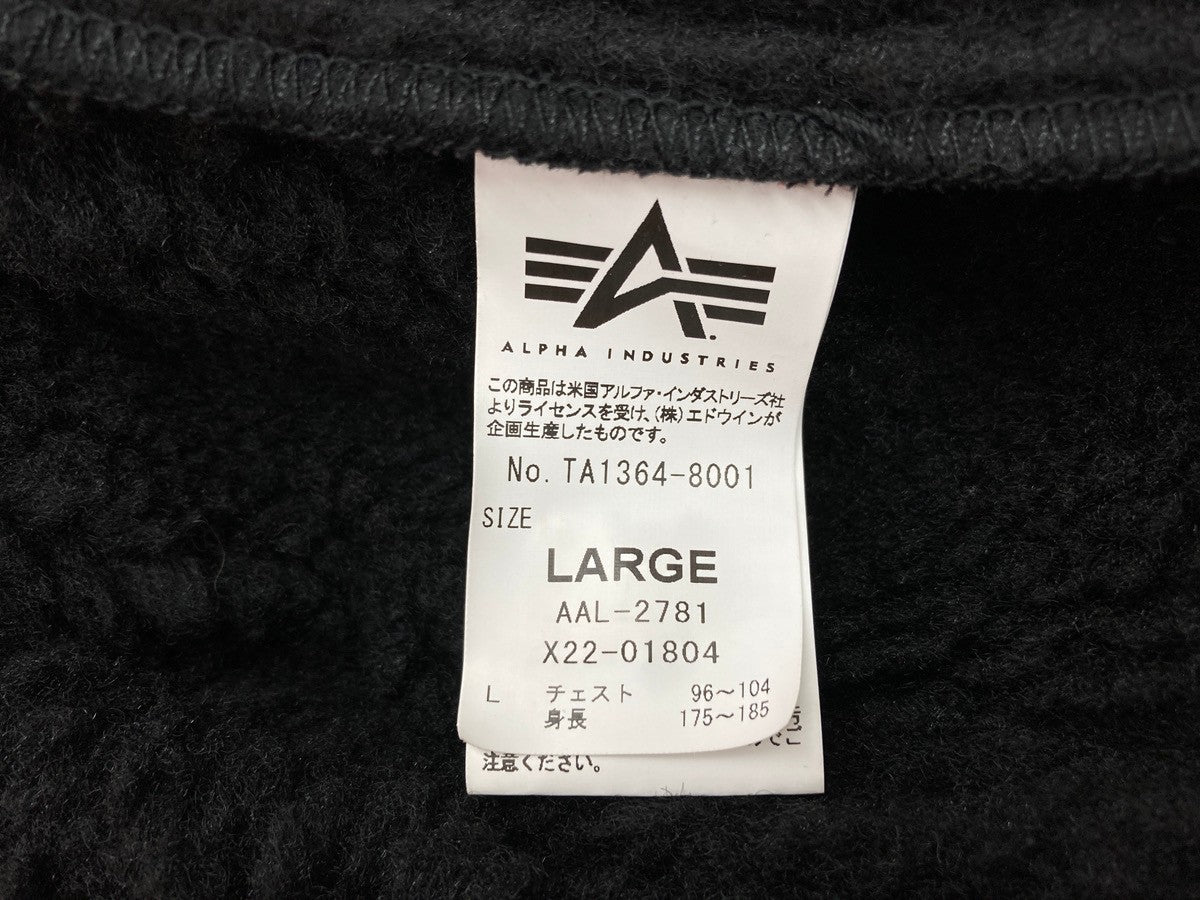 ALPHA INDUSTRIES
この商品は米国アルファ・インダストリーズ社
よりライセンスを受け、(株)エドウインが
企画生産したものです。
No. TA1364-8001
SIZE
LARGE
AAL-2781
X22-01804
L チェスト 96～104
身長 175～185
でご
注意ください。